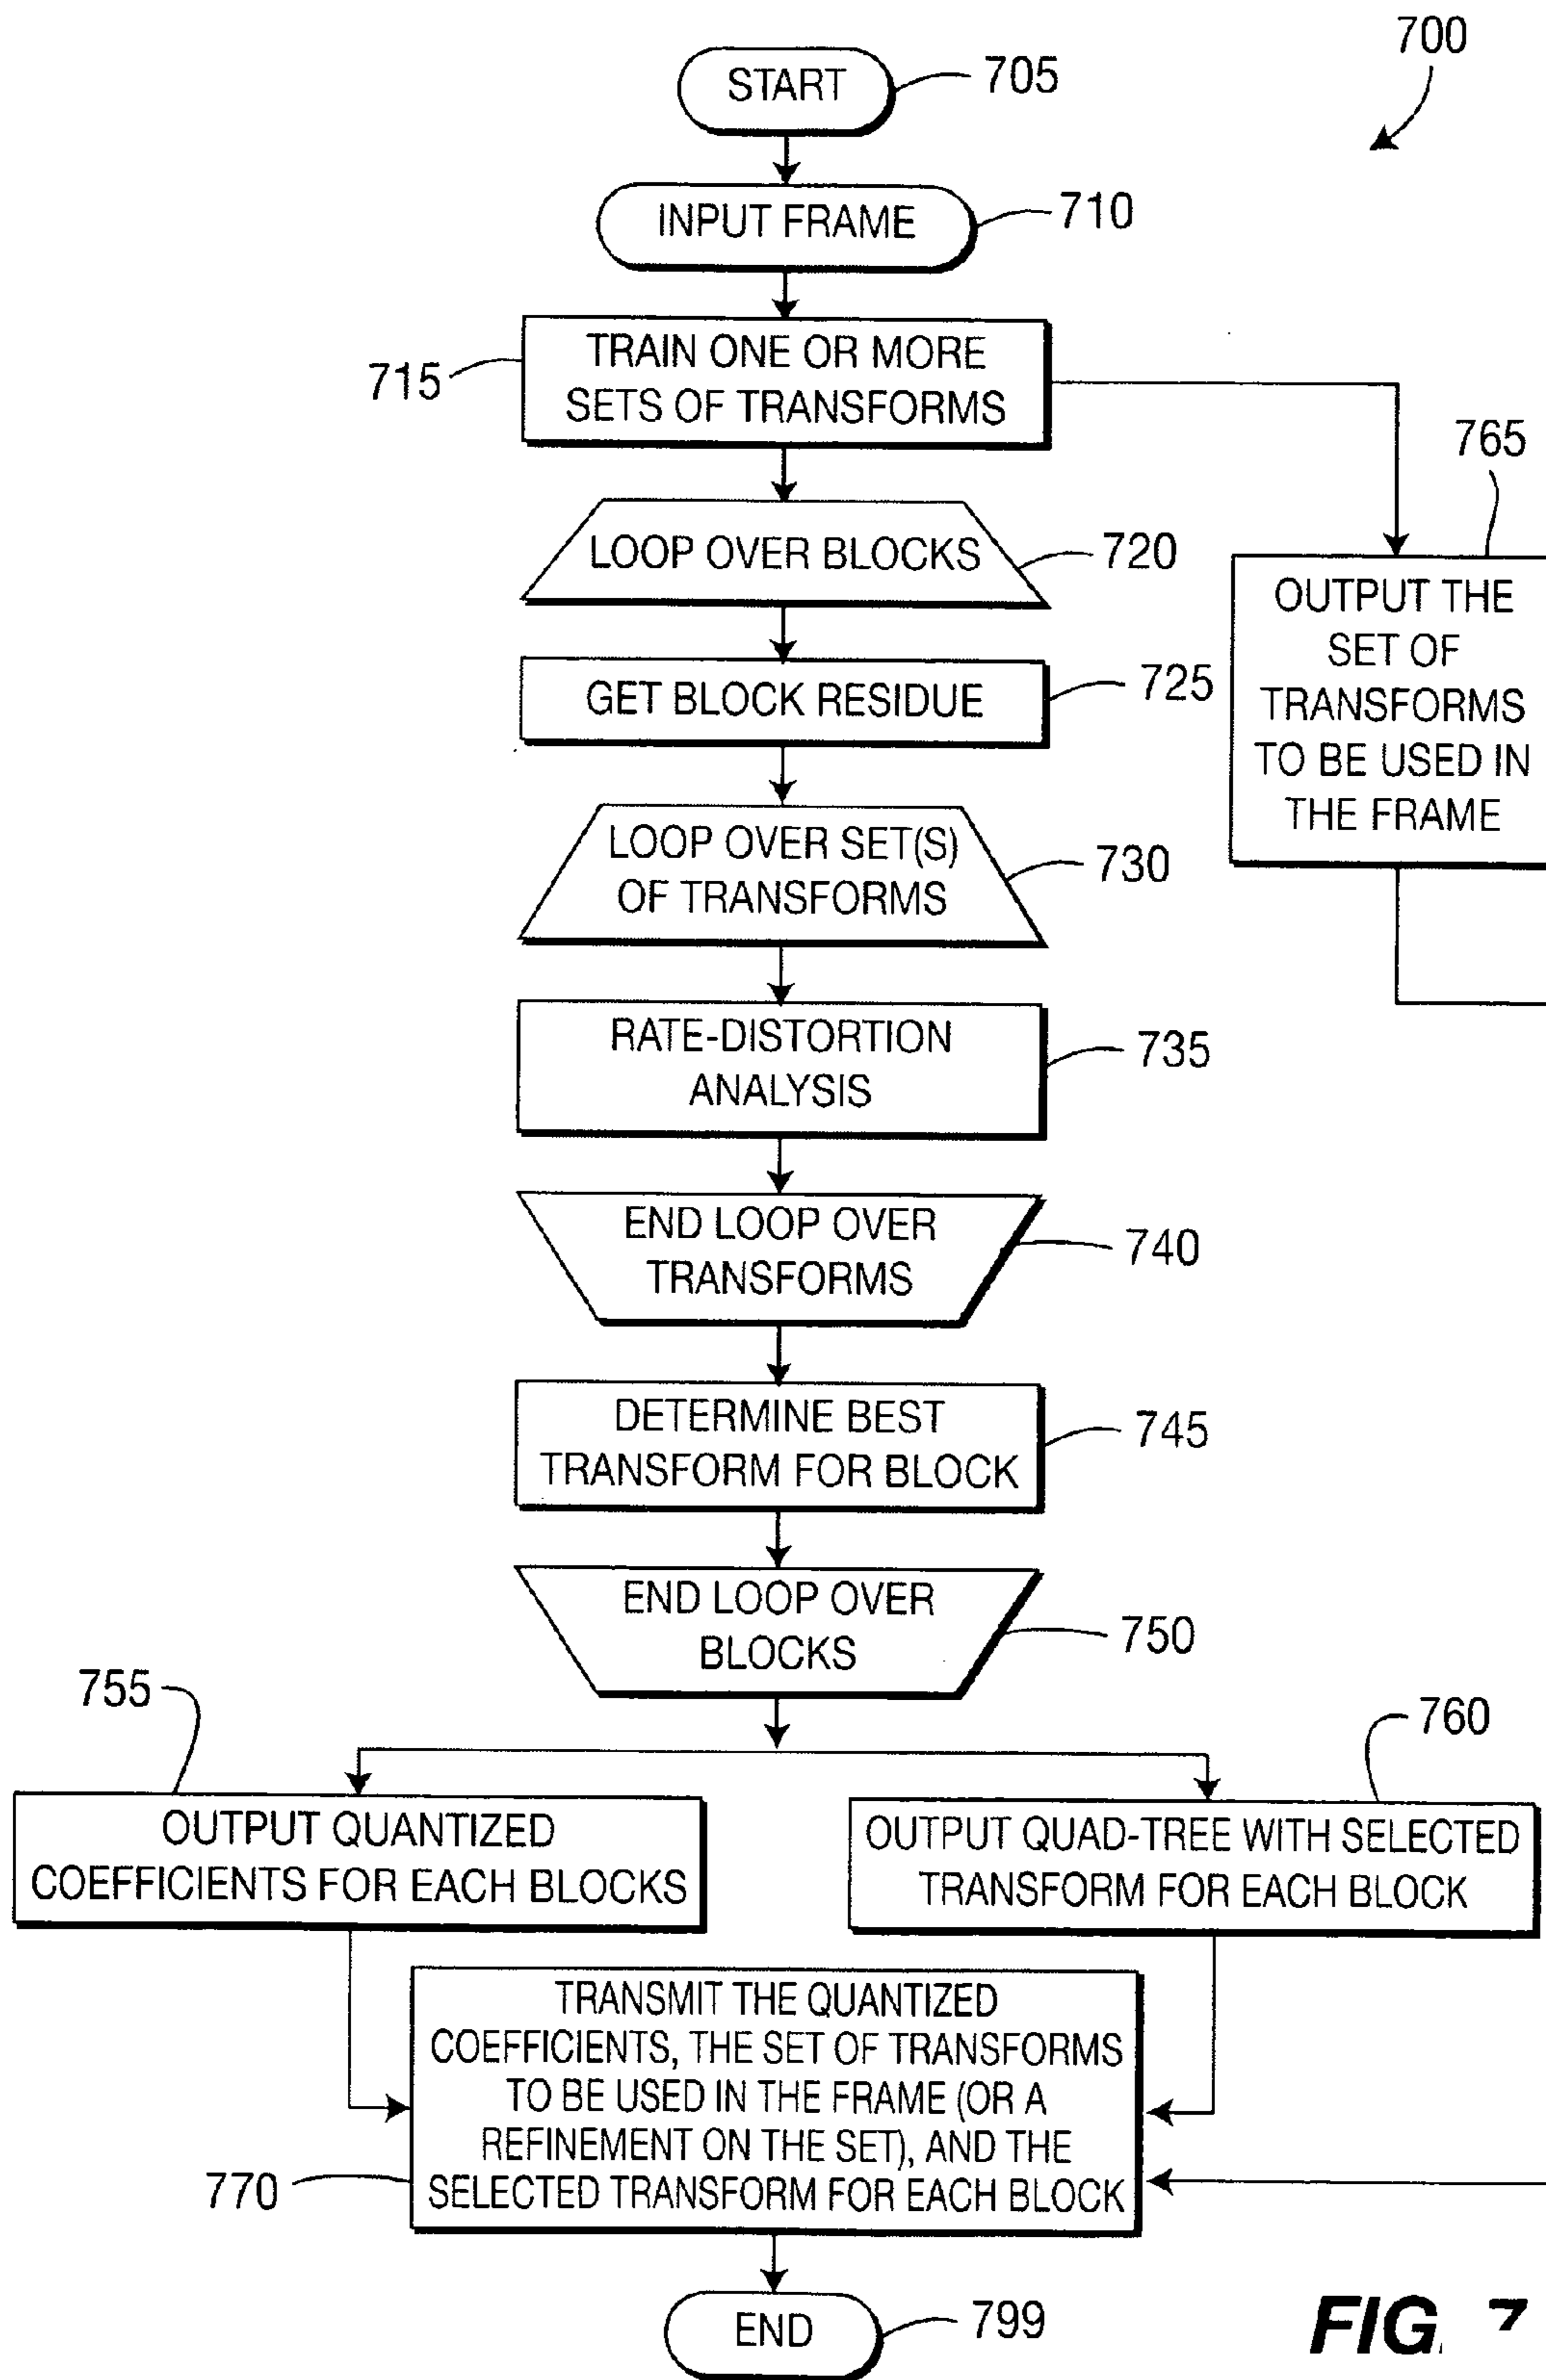 700
START
705
INPUT FRAME
710
TRAIN ONE OR MORE
SETS OF TRANSFORMS
715
765
LOOP OVER BLOCKS
720
OUTPUT THE
SET OF
TRANSFORMS
TO BE USED IN
THE FRAME
GET BLOCK RESIDUE
725
LOOP OVER SET(S)
OF TRANSFORMS
730
RATE-DISTORTION
ANALYSIS
735
END LOOP OVER
TRANSFORMS
740
DETERMINE BEST
TRANSFORM FOR BLOCK
745
END LOOP OVER
BLOCKS
750
755
760
OUTPUT QUANTIZED
COEFFICIENTS FOR EACH BLOCKS
OUTPUT QUAD-TREE WITH SELECTED
TRANSFORM FOR EACH BLOCK
TRANSMIT THE QUANTIZED
COEFFICIENTS, THE SET OF TRANSFORMS
TO BE USED IN THE FRAME (OR A
REFINEMENT ON THE SET), AND THE
SELECTED TRANSFORM FOR EACH BLOCK
770
END
799
FIG. 7